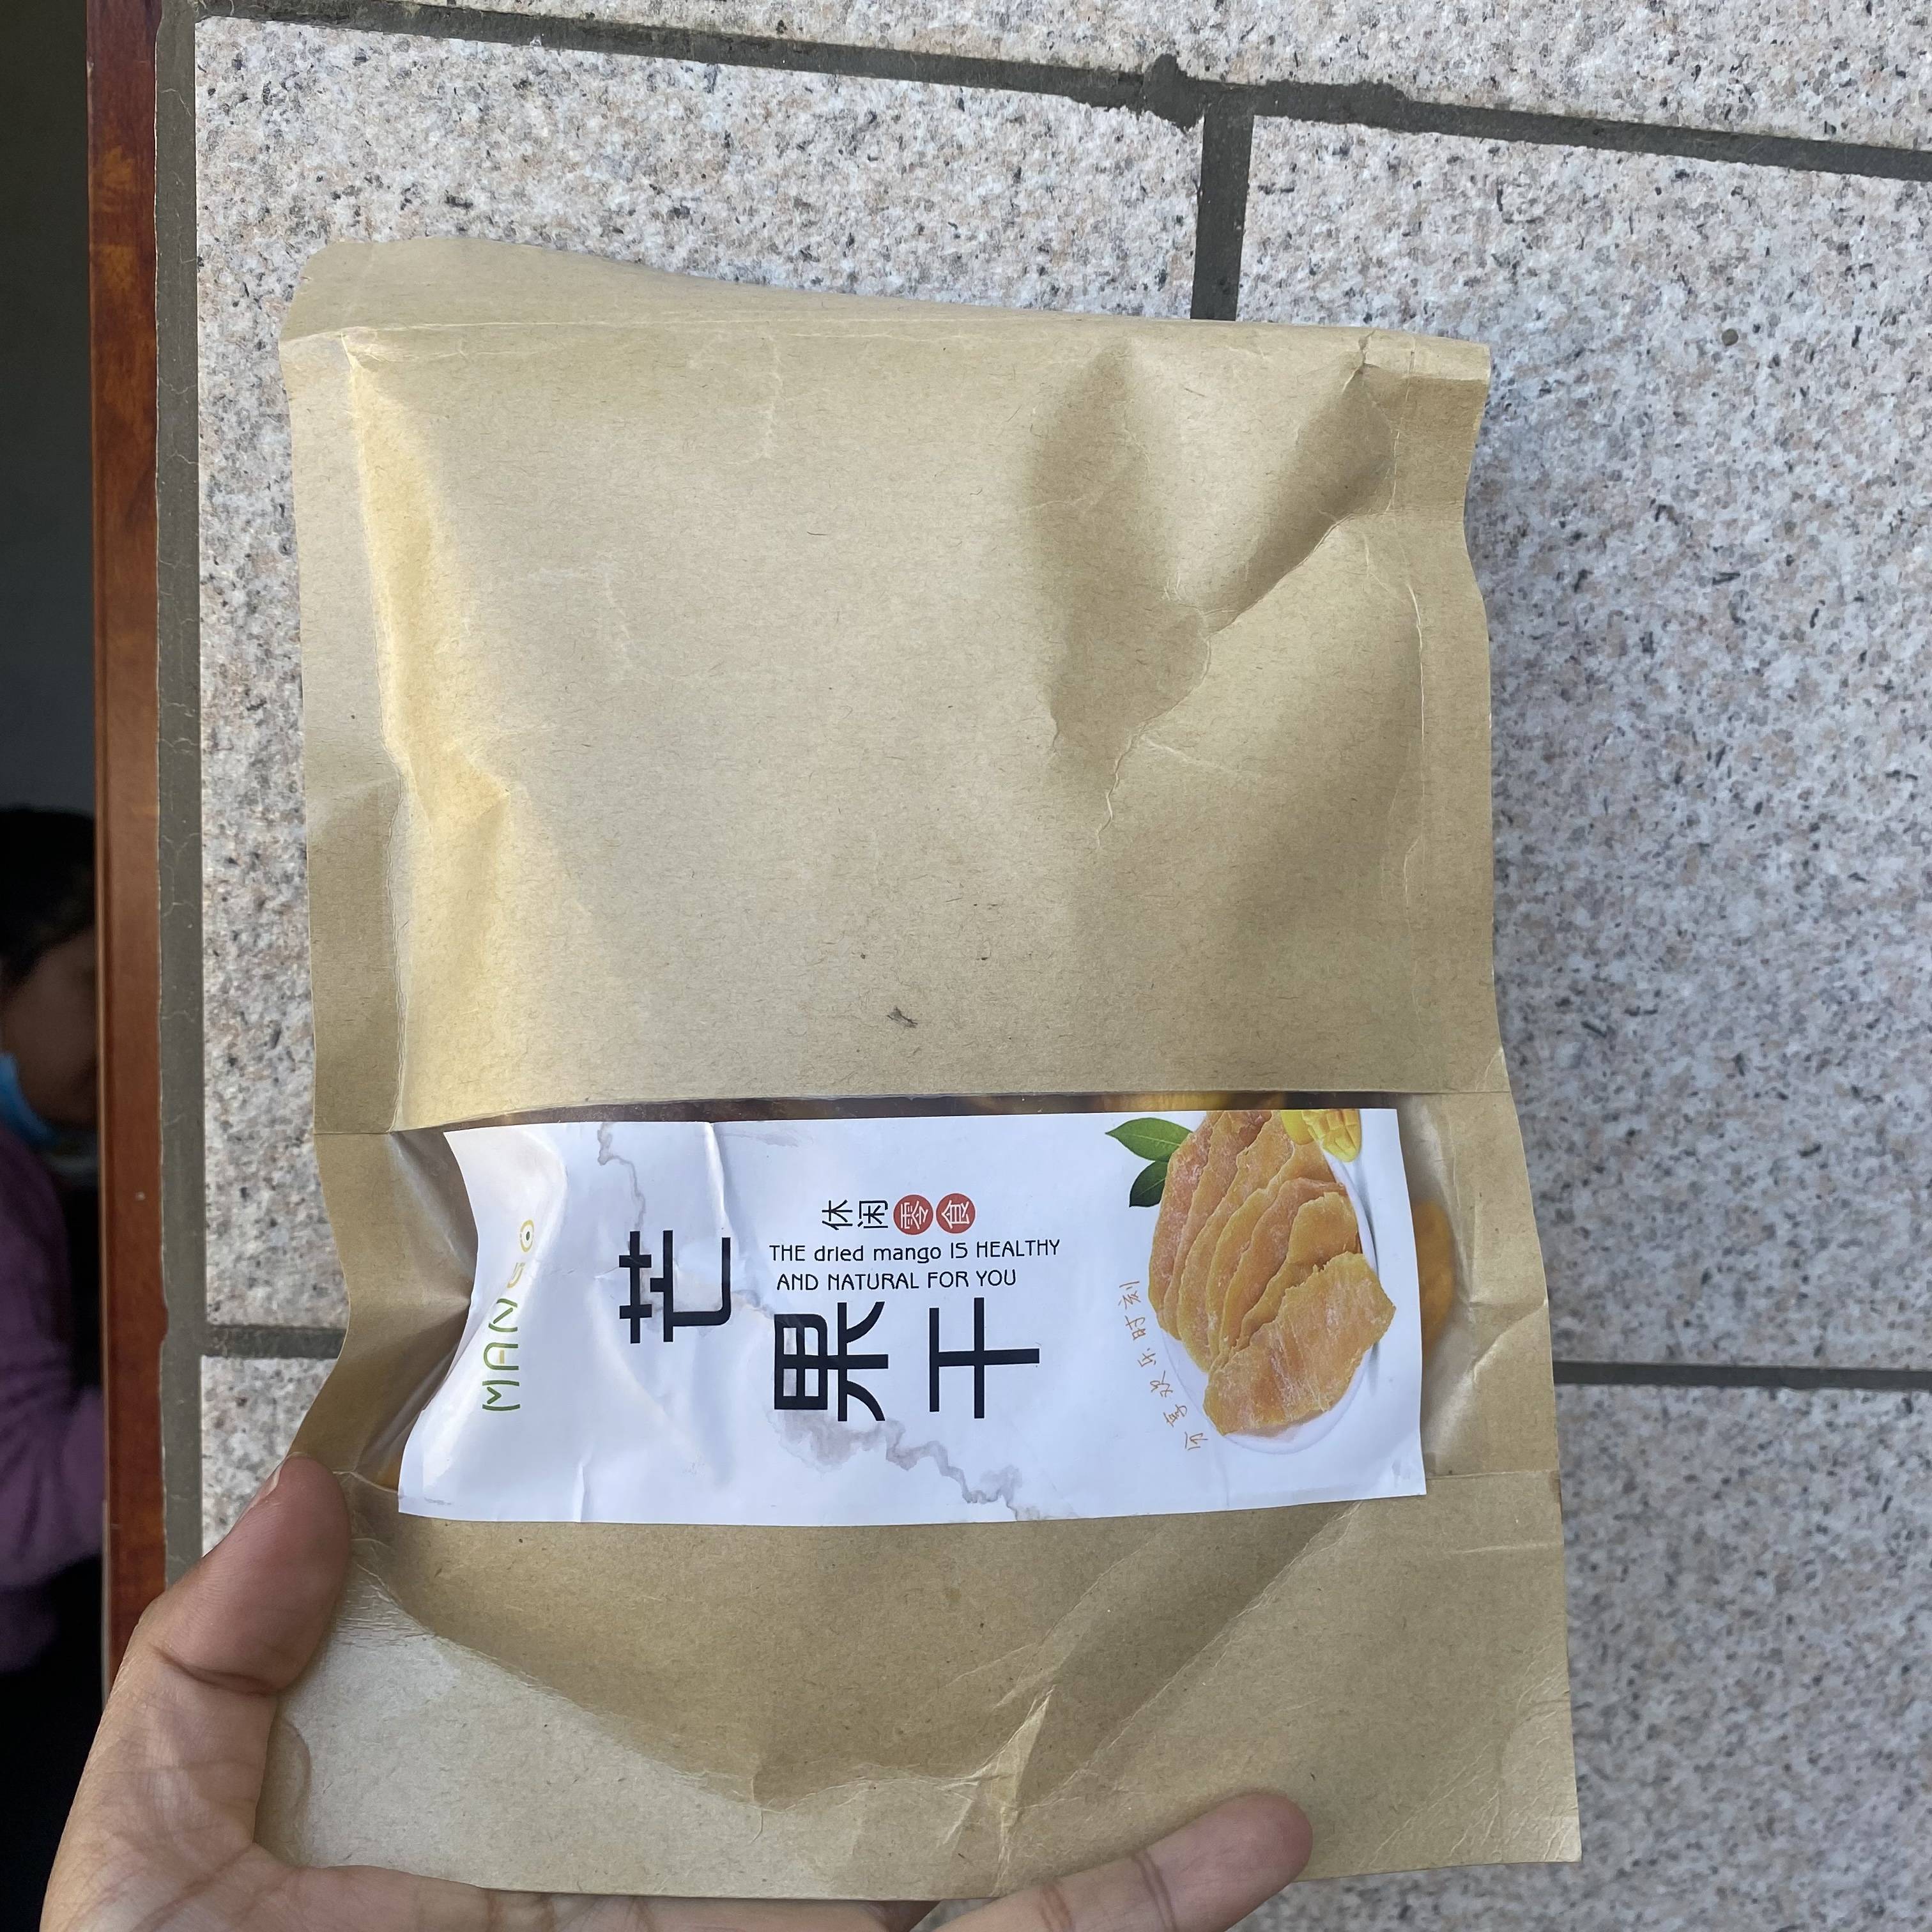 MANGO
芒果干
休闲零食
THE dried mango IS HEALTHY
AND NATURAL FOR YOU
分享欢乐时刻